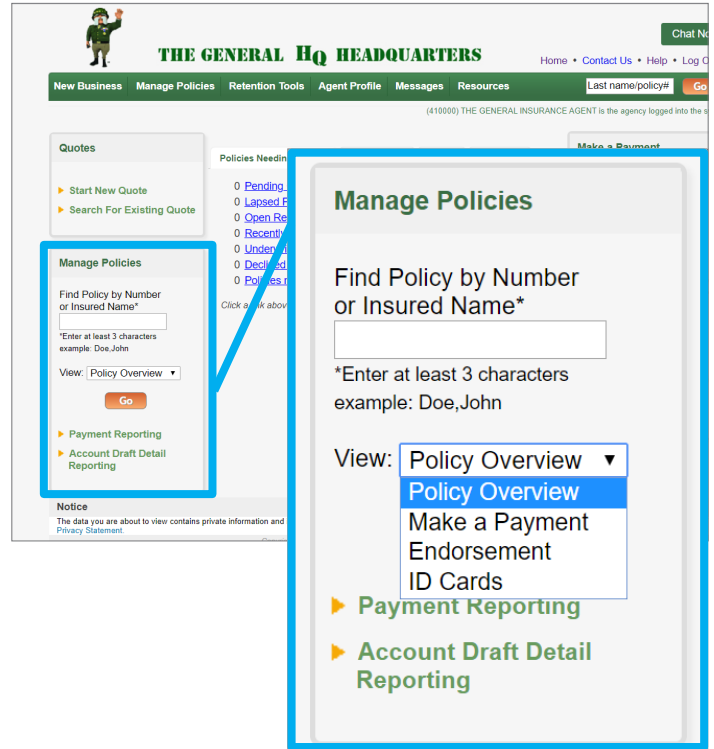 Chat
THE GENERAL HQ HEADQUARTERS
Home • Contact Us • Help • Log
New Business Manage Policies Retention Tools Agent Profile Messages Resources Last name/policy# Go
(410000) THE GENERAL INSURANCE AGENT is the agency logged into the
Quotes
Policies
Make a Payment
Start New Quote
Search For Existing Quote
0 Pending
0 Lapsed
0 Open
0 Recently
0
0
0 Policies
Click a link
Manage Policies
Find Policy by Number
or Insured Name*
*Enter at least 3 characters
example: Doe,John
View: Policy Overview ▼
Go
Payment Reporting
Account Draft Detail
Reporting
Notice
The data you are about to view contains private information and
Privacy Statement.
Manage Policies
Find Policy by Number
or Insured Name*
*Enter at least 3 characters
example: Doe,John
View: Policy Overview ▼
Policy Overview
Make a Payment
Endorsement
ID Cards
Payment Reporting
Account Draft Detail
Reporting